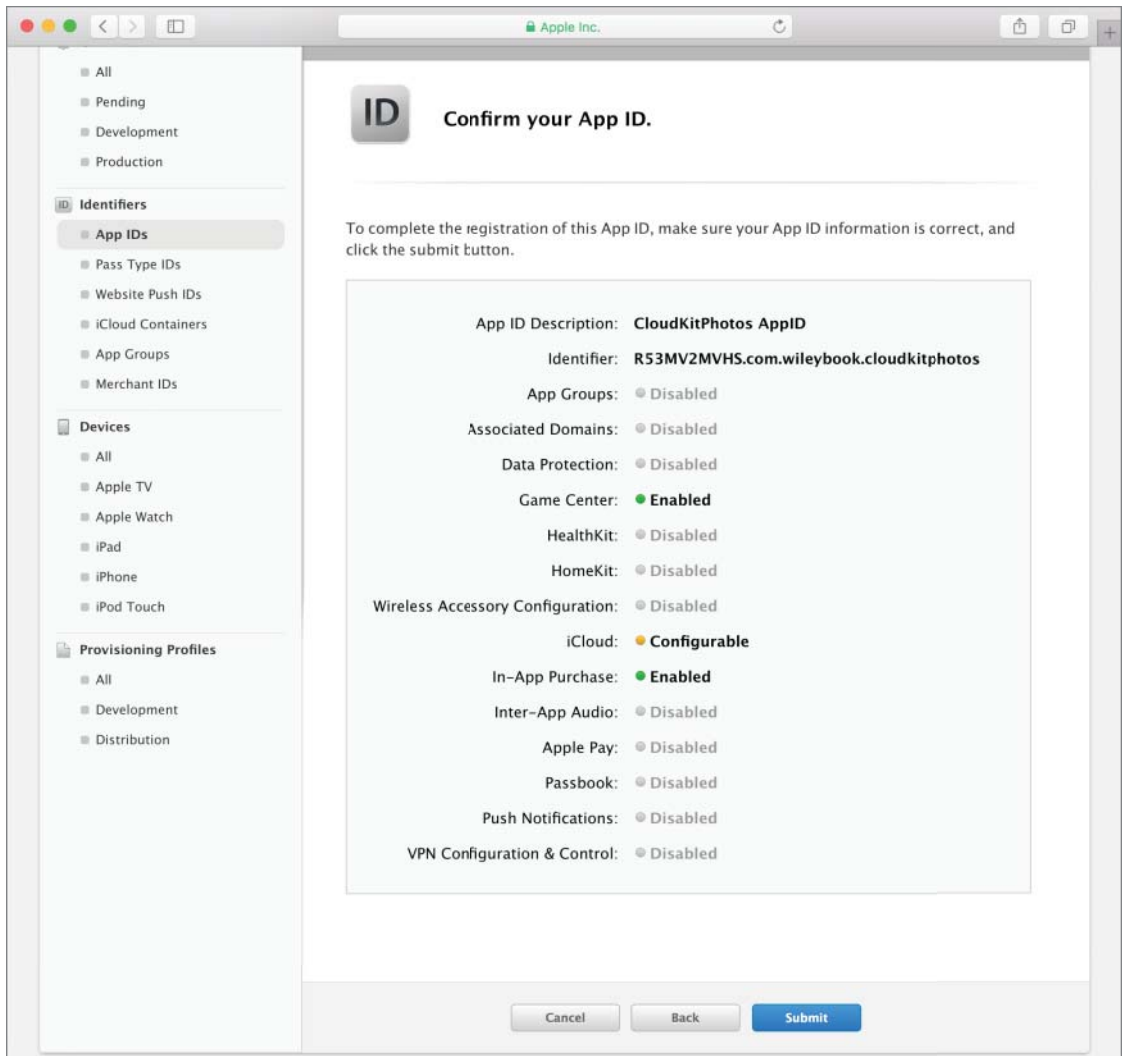 Apple Inc.
All
Pending
Development
Production
ID Identifiers
App IDs
Pass Type IDs
Website Push IDs
iCloud Containers
App Groups
Merchant IDs
Devices
All
Apple TV
Apple Watch
iPad
iPhone
iPod Touch
Provisioning Profiles
All
Development
Distribution
ID Confirm your App ID.
To complete the registration of this App ID, make sure your App ID information is correct, and
click the submit button.
App ID Description: CloudKitPhotos AppID
Identifier: R53MV2MVHS.com.wileybook.cloudkitphotos
App Groups: Disabled
Associated Domains: Disabled
Data Protection: Disabled
Game Center: Enabled
HealthKit: Disabled
HomeKit: Disabled
Wireless Accessory Configuration: Disabled
iCloud: Configurable
In-App Purchase: Enabled
Inter-App Audio: Disabled
Apple Pay: Disabled
Passbook: Disabled
Push Notifications: Disabled
VPN Configuration & Control: Disabled
Cancel Back Submit